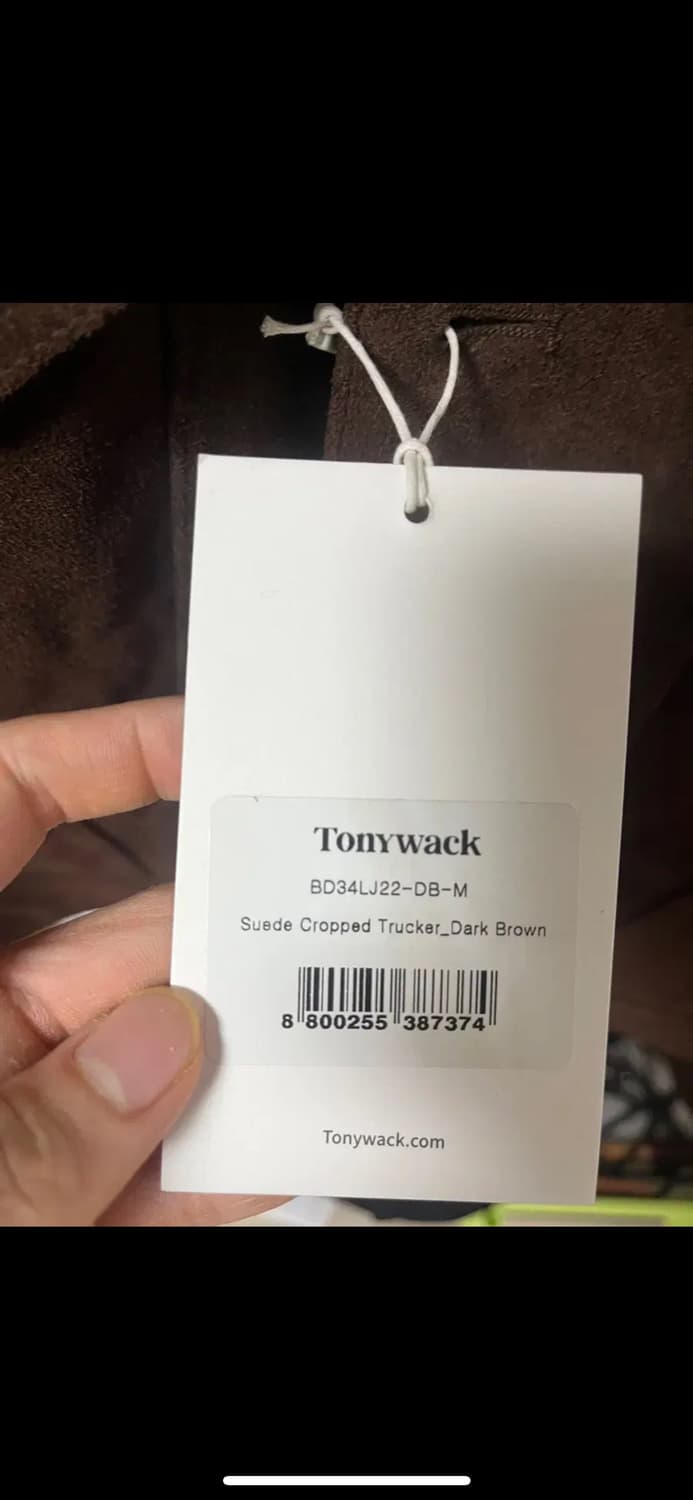 Tonywack
BD34LJ22-DB-M
Suede Cropped Trucker_Dark Brown
8 800255 387374
Tonywack.com